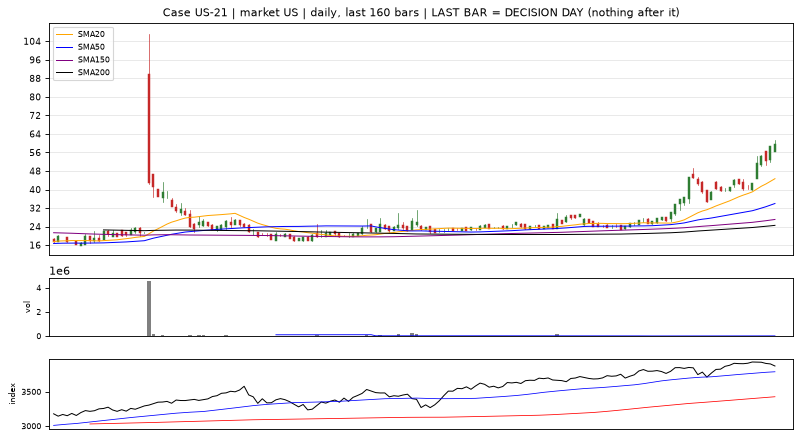 Case US-21 | market US | daily, last 160 bars | LAST BAR = DECISION DAY (nothing after it)
SMA20
SMA50
SMA150
SMA200
104
96
88
80
72
64
56
48
40
32
24
16
1e6
vol
4
2
0
index
3500
3000